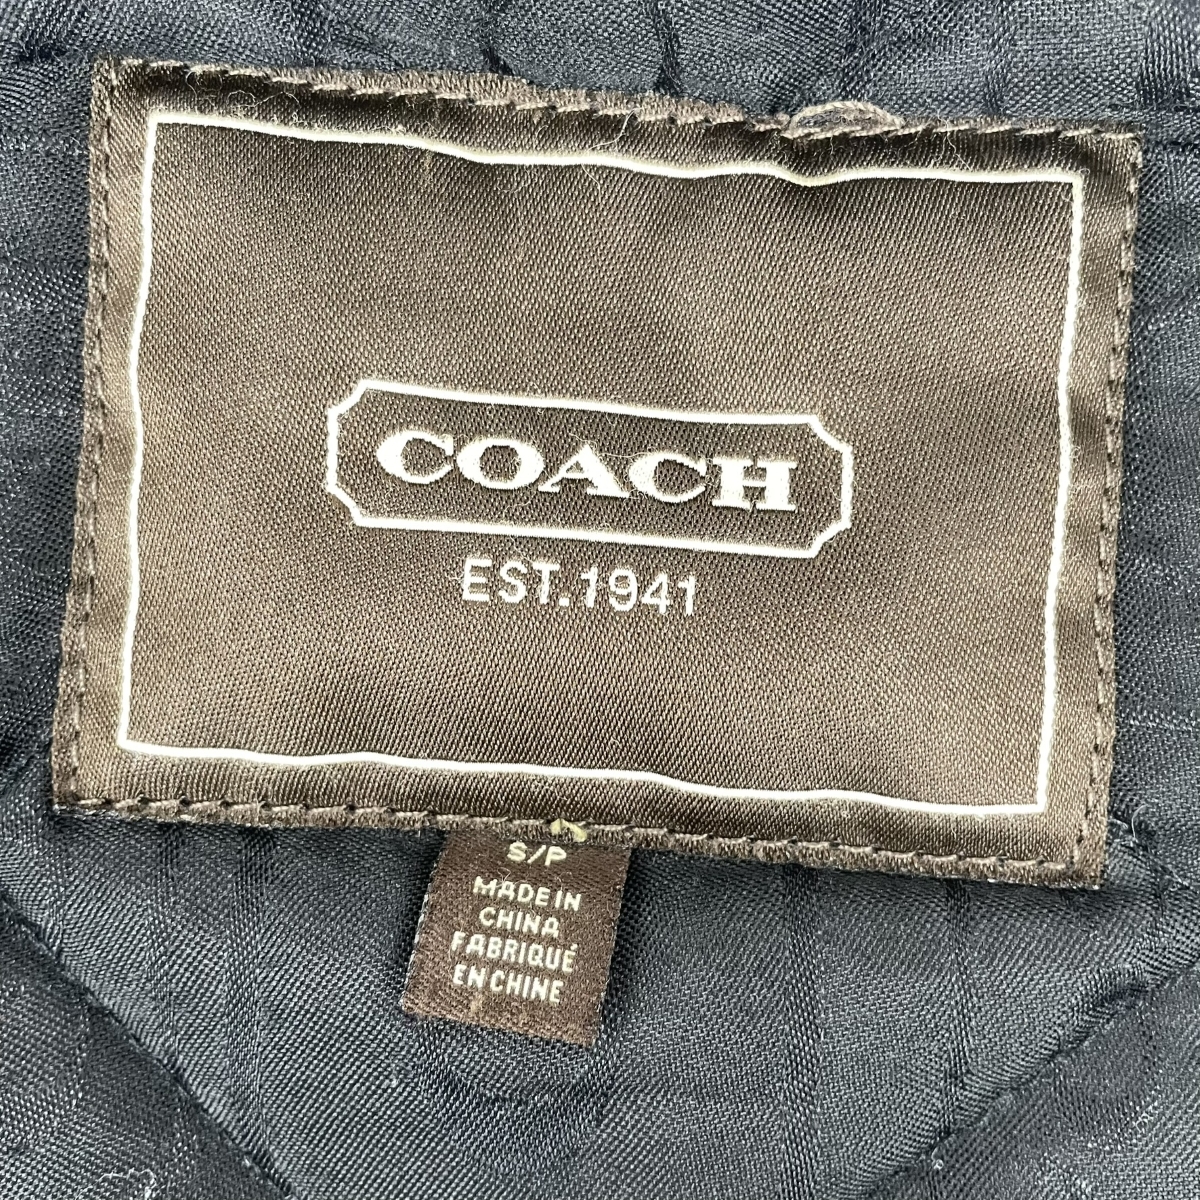 COACH
EST.1941
S/P
MADE IN
CHINA
FABRIQUÉ
EN CHINE